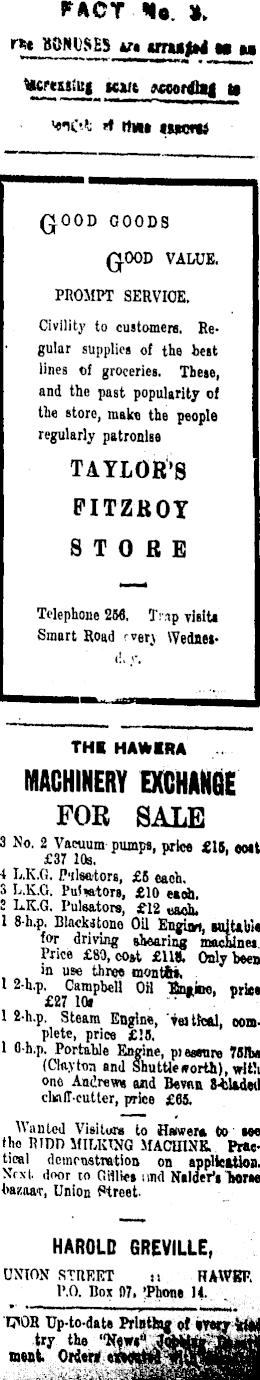 FACT No. 3.
The BONUSES are arranged on an
increasing scale according to
length of time insured
GOOD GOODS
GOOD VALUE.
PROMPT SERVICE.
Civility to customers. Re-
gular supplies of the best
lines of groceries. These,
and the past popularity of
the store, make the people
regularly patronise
TAYLOR'S
FITZROY
STORE
Telephone 256. Trap visits
Smart Road every Wednes-
day.
THE HAWERA
MACHINERY EXCHANGE
FOR SALE
3 No. 2 Vacuum pumps, price £15, cost
£37 10s.
4 L.K.G. Pulsators, £5 each.
3 L.K.G. Pulsators, £10 each.
2 L.K.G. Pulsators, £12 each.
1 8-h.p. Blackstone Oil Engine, suitable
for driving shearing machines.
Price £80, cost £118. Only been
in use three months.
1 2-h.p. Campbell Oil Engine, price
£27 10s
1 2-h.p. Steam Engine, vertical, com-
plete, price £15.
1 6-h.p. Portable Engine, pressure 75lbs
(Clayton and Shuttleworth), with
one Andrews and Bevan 3-bladed
chaff-cutter, price £65.
Wanted Visitors to Hawera to see
the RIDD MILKING MACHINE. Prac-
tical demonstration on application.
Next door to Gillies and Nalder's horse
bazaar, Union Street.
HAROLD GREVILLE,
UNION STREET :: HAWER
P.O. Box 97, 'Phone 14.
FOR Up-to-date Printing of every kind
try the "News" Jobbing
ment. Orders executed with